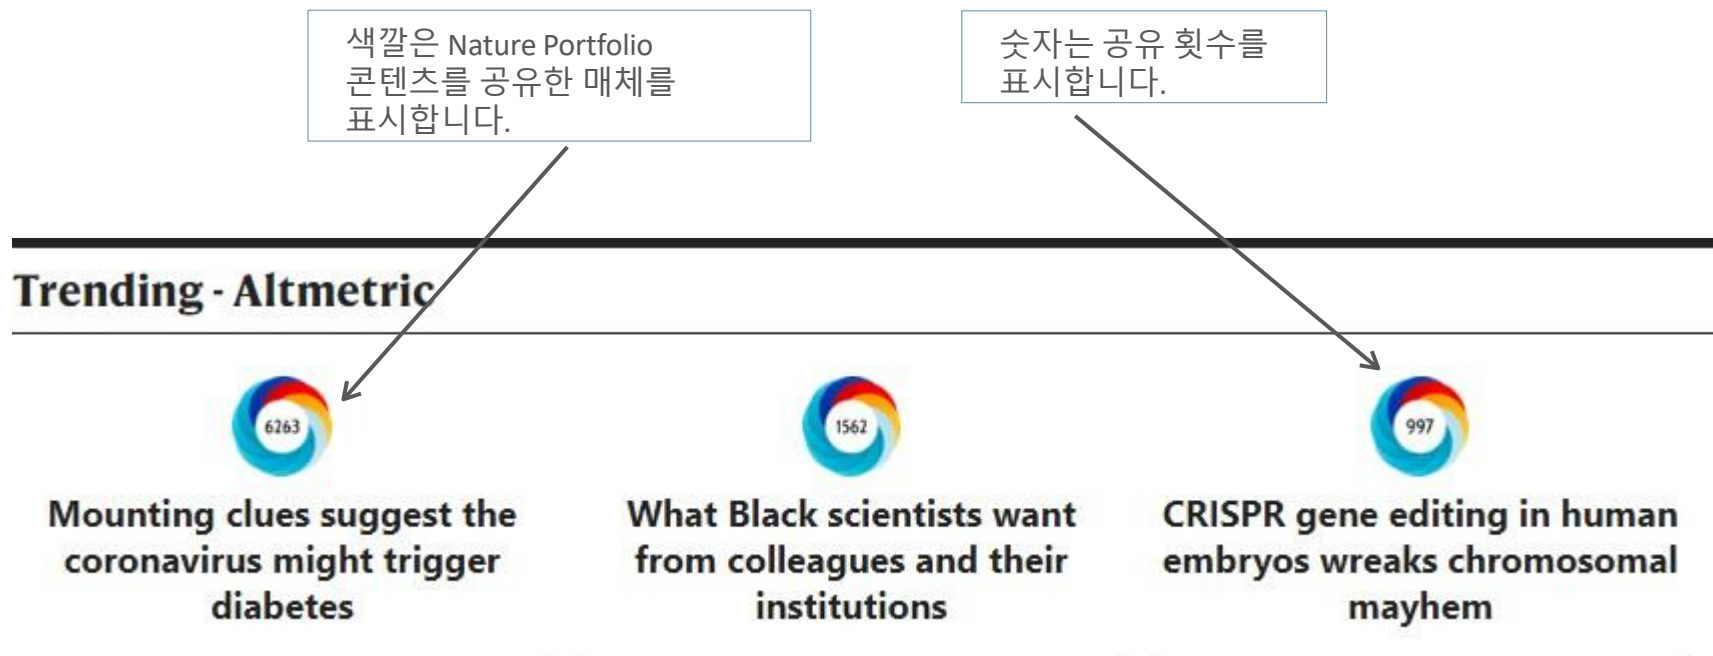 색깔은 Nature Portfolio
콘텐츠를 공유한 매체를
표시합니다.
숫자는 공유 횟수를
표시합니다.
Trending - Altmetric
6263
Mounting clues suggest the
coronavirus might trigger
diabetes
1562
What Black scientists want
from colleagues and their
institutions
997
CRISPR gene editing in human
embryos wreaks chromosomal
mayhem